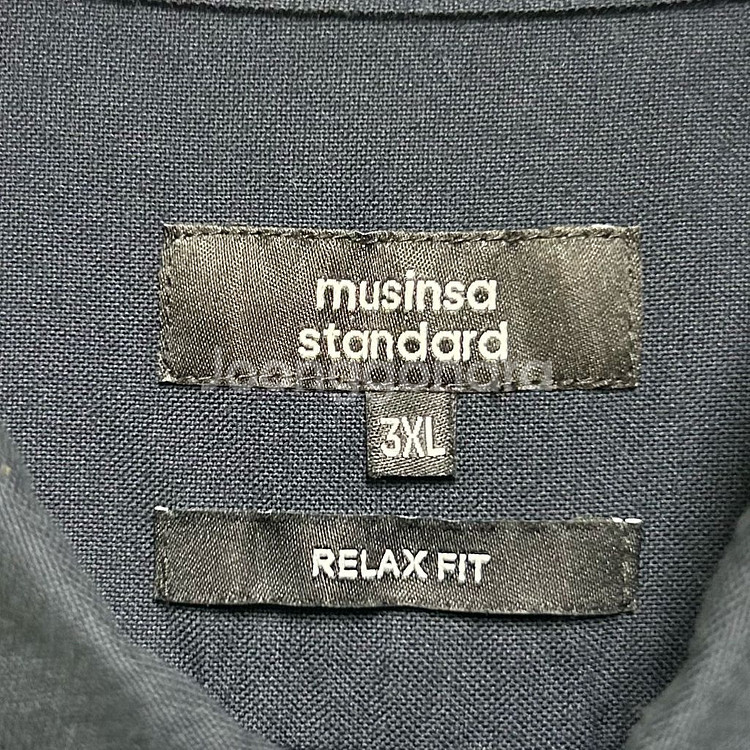 musinsa
standard
3XL
RELAX FIT